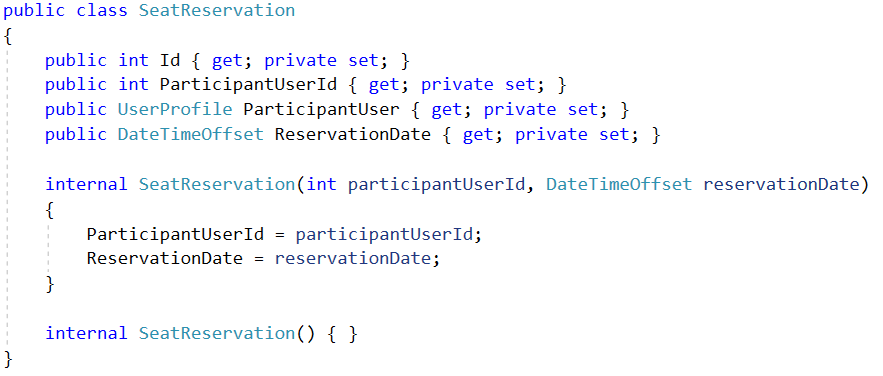 public class SeatReservation
{
    public int Id { get; private set; }
    public int ParticipantUserId { get; private set; }
    public UserProfile ParticipantUser { get; private set; }
    public DateTimeOffset ReservationDate { get; private set; }

    internal SeatReservation(int participantUserId, DateTimeOffset reservationDate)
    {
        ParticipantUserId = participantUserId;
        ReservationDate = reservationDate;
    }

    internal SeatReservation() { }
}